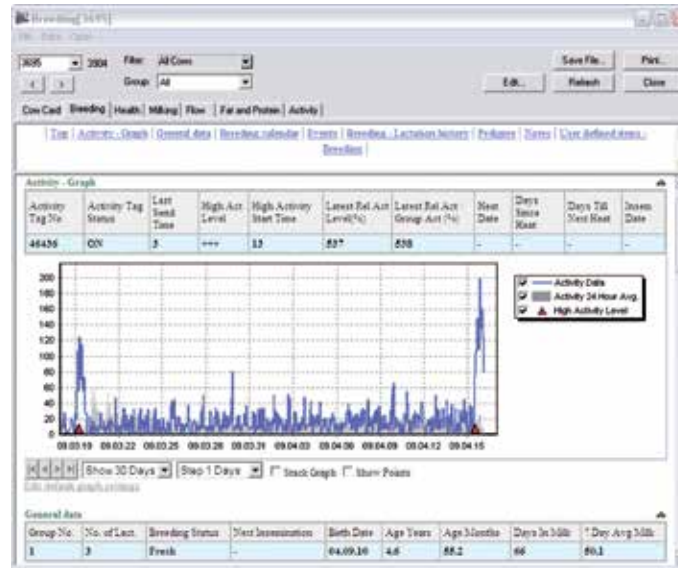 Breeding[3695]
3695 3904 Filter: All Cows Save File... Print...
Group: All Edit... Refresh Close
Cow Card Breeding Health Milking Flow Fat and Protein Activity
Top | Activity - Graph | General data | Breeding calendar | Events | Breeding - Lactation history | Pedigree | Notes | User defined items -
Breeding
Activity - Graph
Activity Tag No Activity Tag Status Last Send Time High Act Level High Activity Start Time Latest Rel Act Level(%) Latest Rel Act Group Act (%) Heat Date Days Since Heat Days Till Next Heat Insem Date
46436 ON 3 +++ 13 537 538 - - - -
200
180
160
140
120
100
80
60
40
20
0
09.03.19 09.03.22 09.03.25 09.03.28 09.03.31 09.04.03 09.04.06 09.04.09 09.04.12 09.04.15
Activity Data
Activity 24 Hour Avg.
High Activity Level
Show 30 Days Step 1 Days Stack Graph Show Points
Edit default graph settings
General data
Group No. No. of Lact. Breeding Status Next Insemination Birth Date Age Years Age Months Days In Milk 7 Day Avg Milk
1 3 Fresh - 04.09.10 4.6 55.2 66 50.1